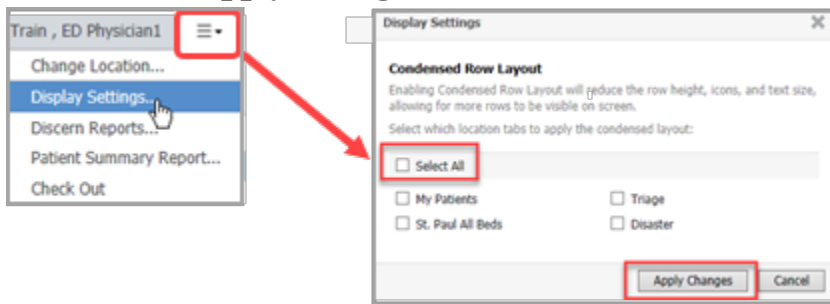 Train , ED Physician1
Change Location...
Display Settings...
Discern Reports...
Patient Summary Report...
Check Out
Display Settings
Condensed Row Layout
Enabling Condensed Row Layout will reduce the row height, icons, and text size,
allowing for more rows to be visible on screen.
Select which location tabs to apply the condensed layout:
Select All
My Patients
Triage
St. Paul All Beds
Disaster
Apply Changes
Cancel